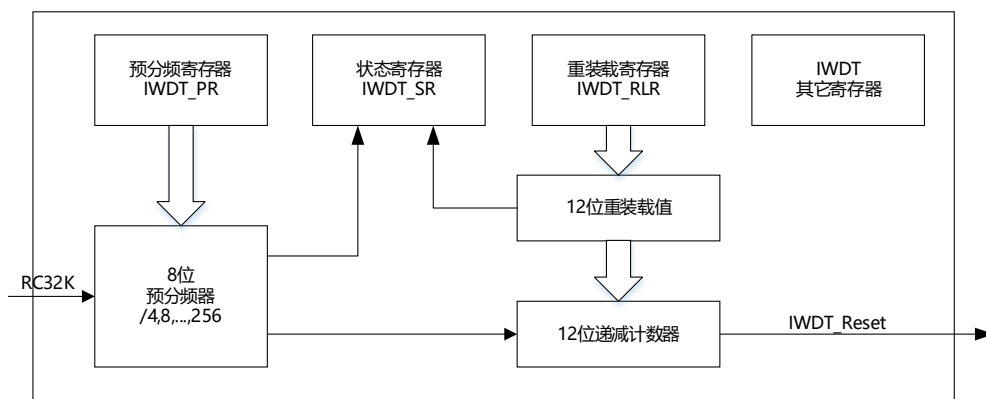 预分频寄存器
IWDT_PR
状态寄存器
IWDT_SR
重装载寄存器
IWDT_RLR
IWDT
其它寄存器
12位重装载值
RC32K
8位
预分频器
/4,8,...,256
12位递减计数器
IWDT_Reset